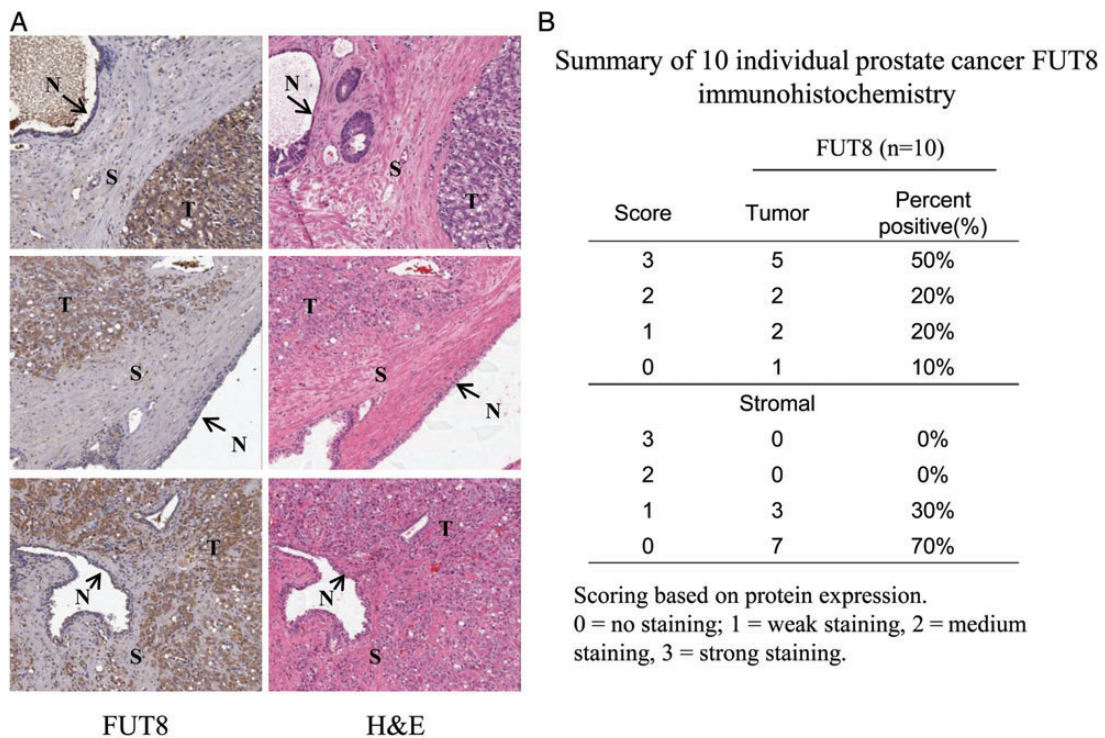 A
N
S
T
N
S
T
T
S
N
T
S
N
T
N
S
T
N
S
FUT8
H&E
B
Summary of 10 individual prostate cancer FUT8
immunohistochemistry
FUT8 (n=10)
Score Tumor Percent
positive(%)
3 5 50%
2 2 20%
1 2 20%
0 1 10%
Stromal
3 0 0%
2 0 0%
1 3 30%
0 7 70%
Scoring based on protein expression.
0 = no staining; 1 = weak staining, 2 = medium
staining, 3 = strong staining.